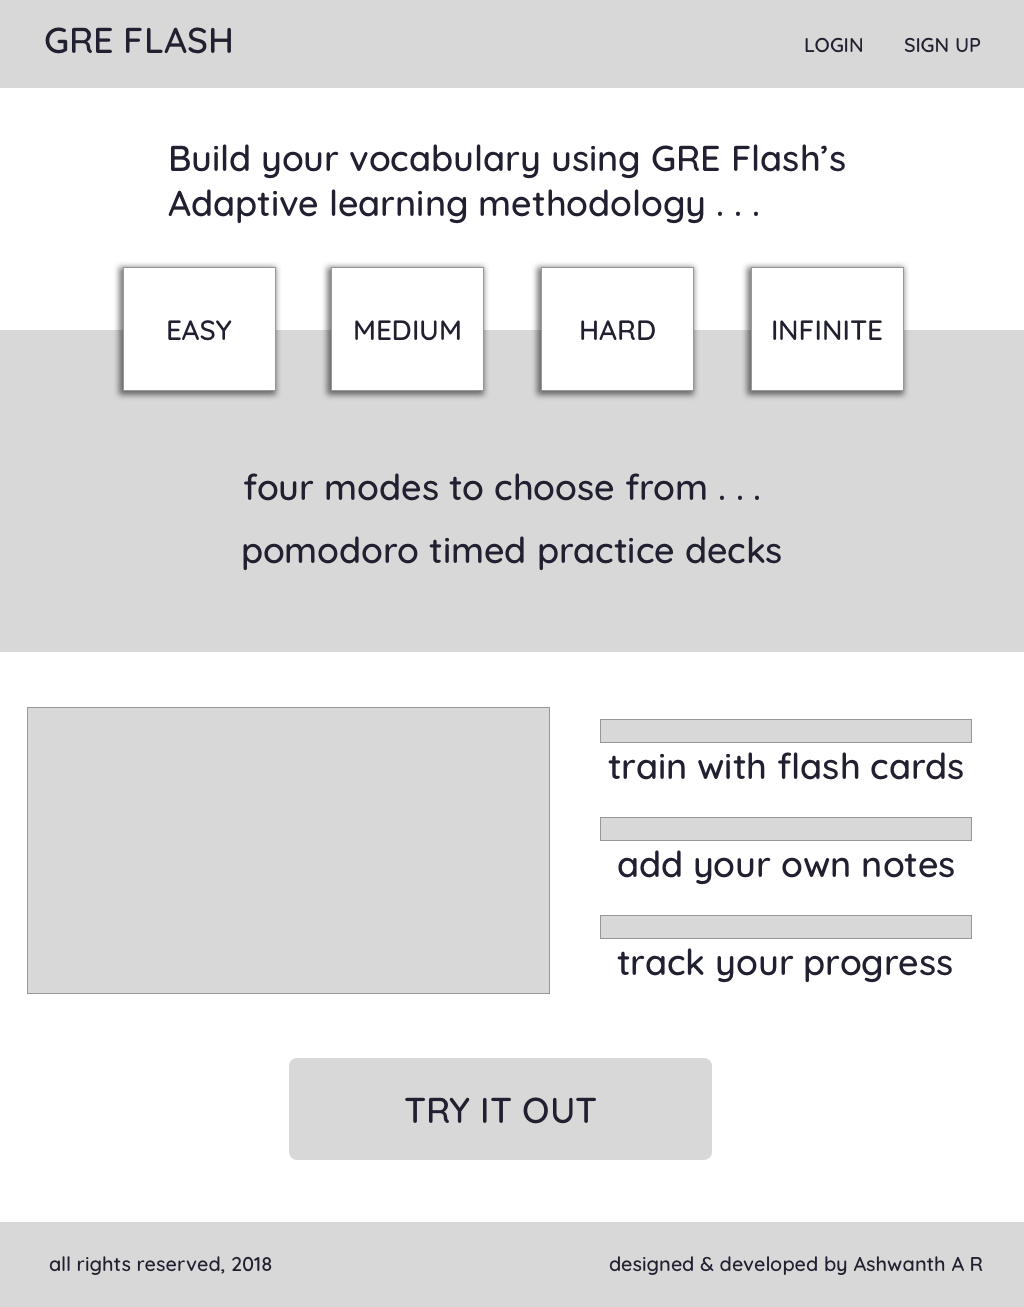 GRE FLASH
LOGIN
SIGN UP
Build your vocabulary using GRE Flash’s
Adaptive learning methodology . . .
EASY
MEDIUM
HARD
INFINITE
four modes to choose from . . .
pomodoro timed practice decks
train with flash cards
add your own notes
track your progress
TRY IT OUT
all rights reserved, 2018
designed & developed by Ashwanth A R